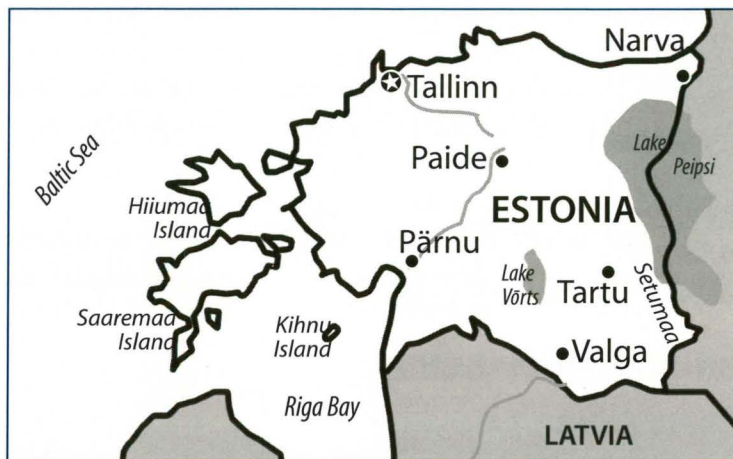 Narva
Tallinn
Baltic Sea
Lake
Peipsi
Paide
Hiiumaa
Island
ESTONIA
Pärnu
Lake
Võrts
Tartu
Setumaa
Saaremaa
Island
Kihnu
Island
Valga
Riga Bay
LATVIA